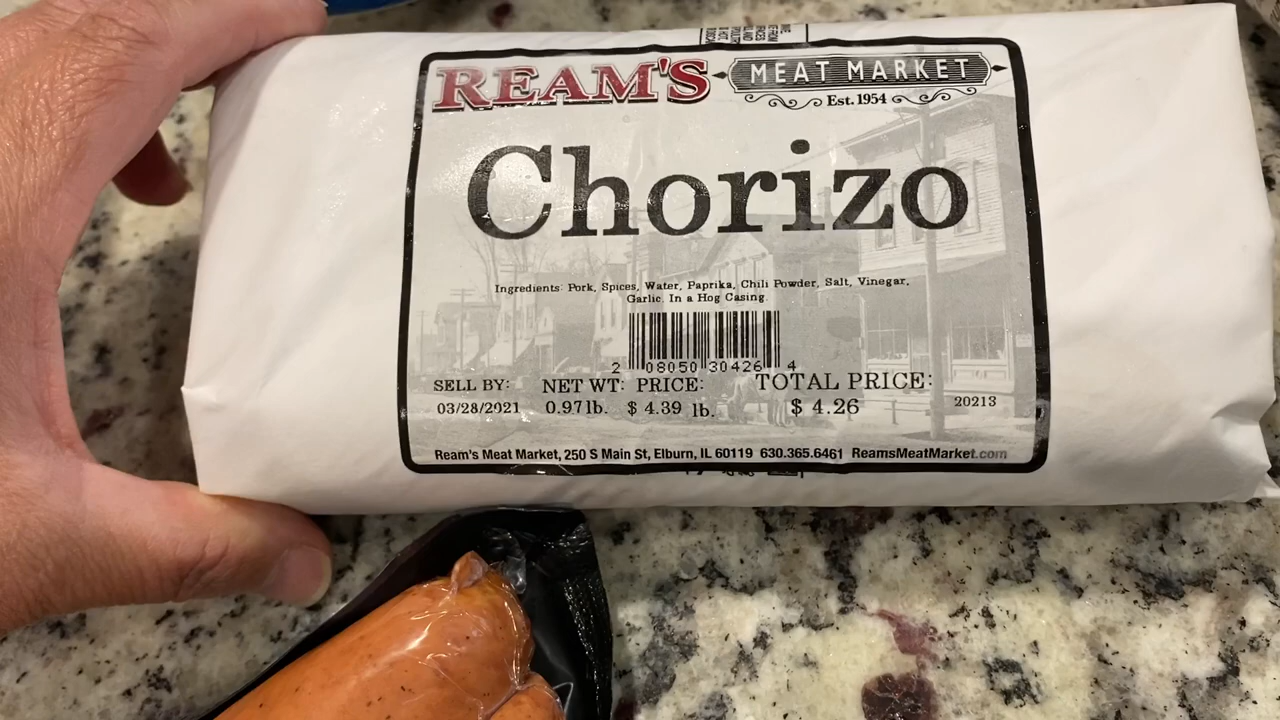 REAM'S MEAT MARKET
Est. 1954
Chorizo
Ingredients: Pork, Spices, Water, Paprika, Chili Powder, Salt, Vinegar,
Garlic. In a Hog Casing.
2 08050 30426 4
SELL BY: NET WT: PRICE: TOTAL PRICE:
03/28/2021 0.97 lb. $ 4.39 lb. $ 4.26 20213
Ream's Meat Market, 250 S Main St, Elburn, IL 60119 630.365.6461 ReamsMeatMarket.com